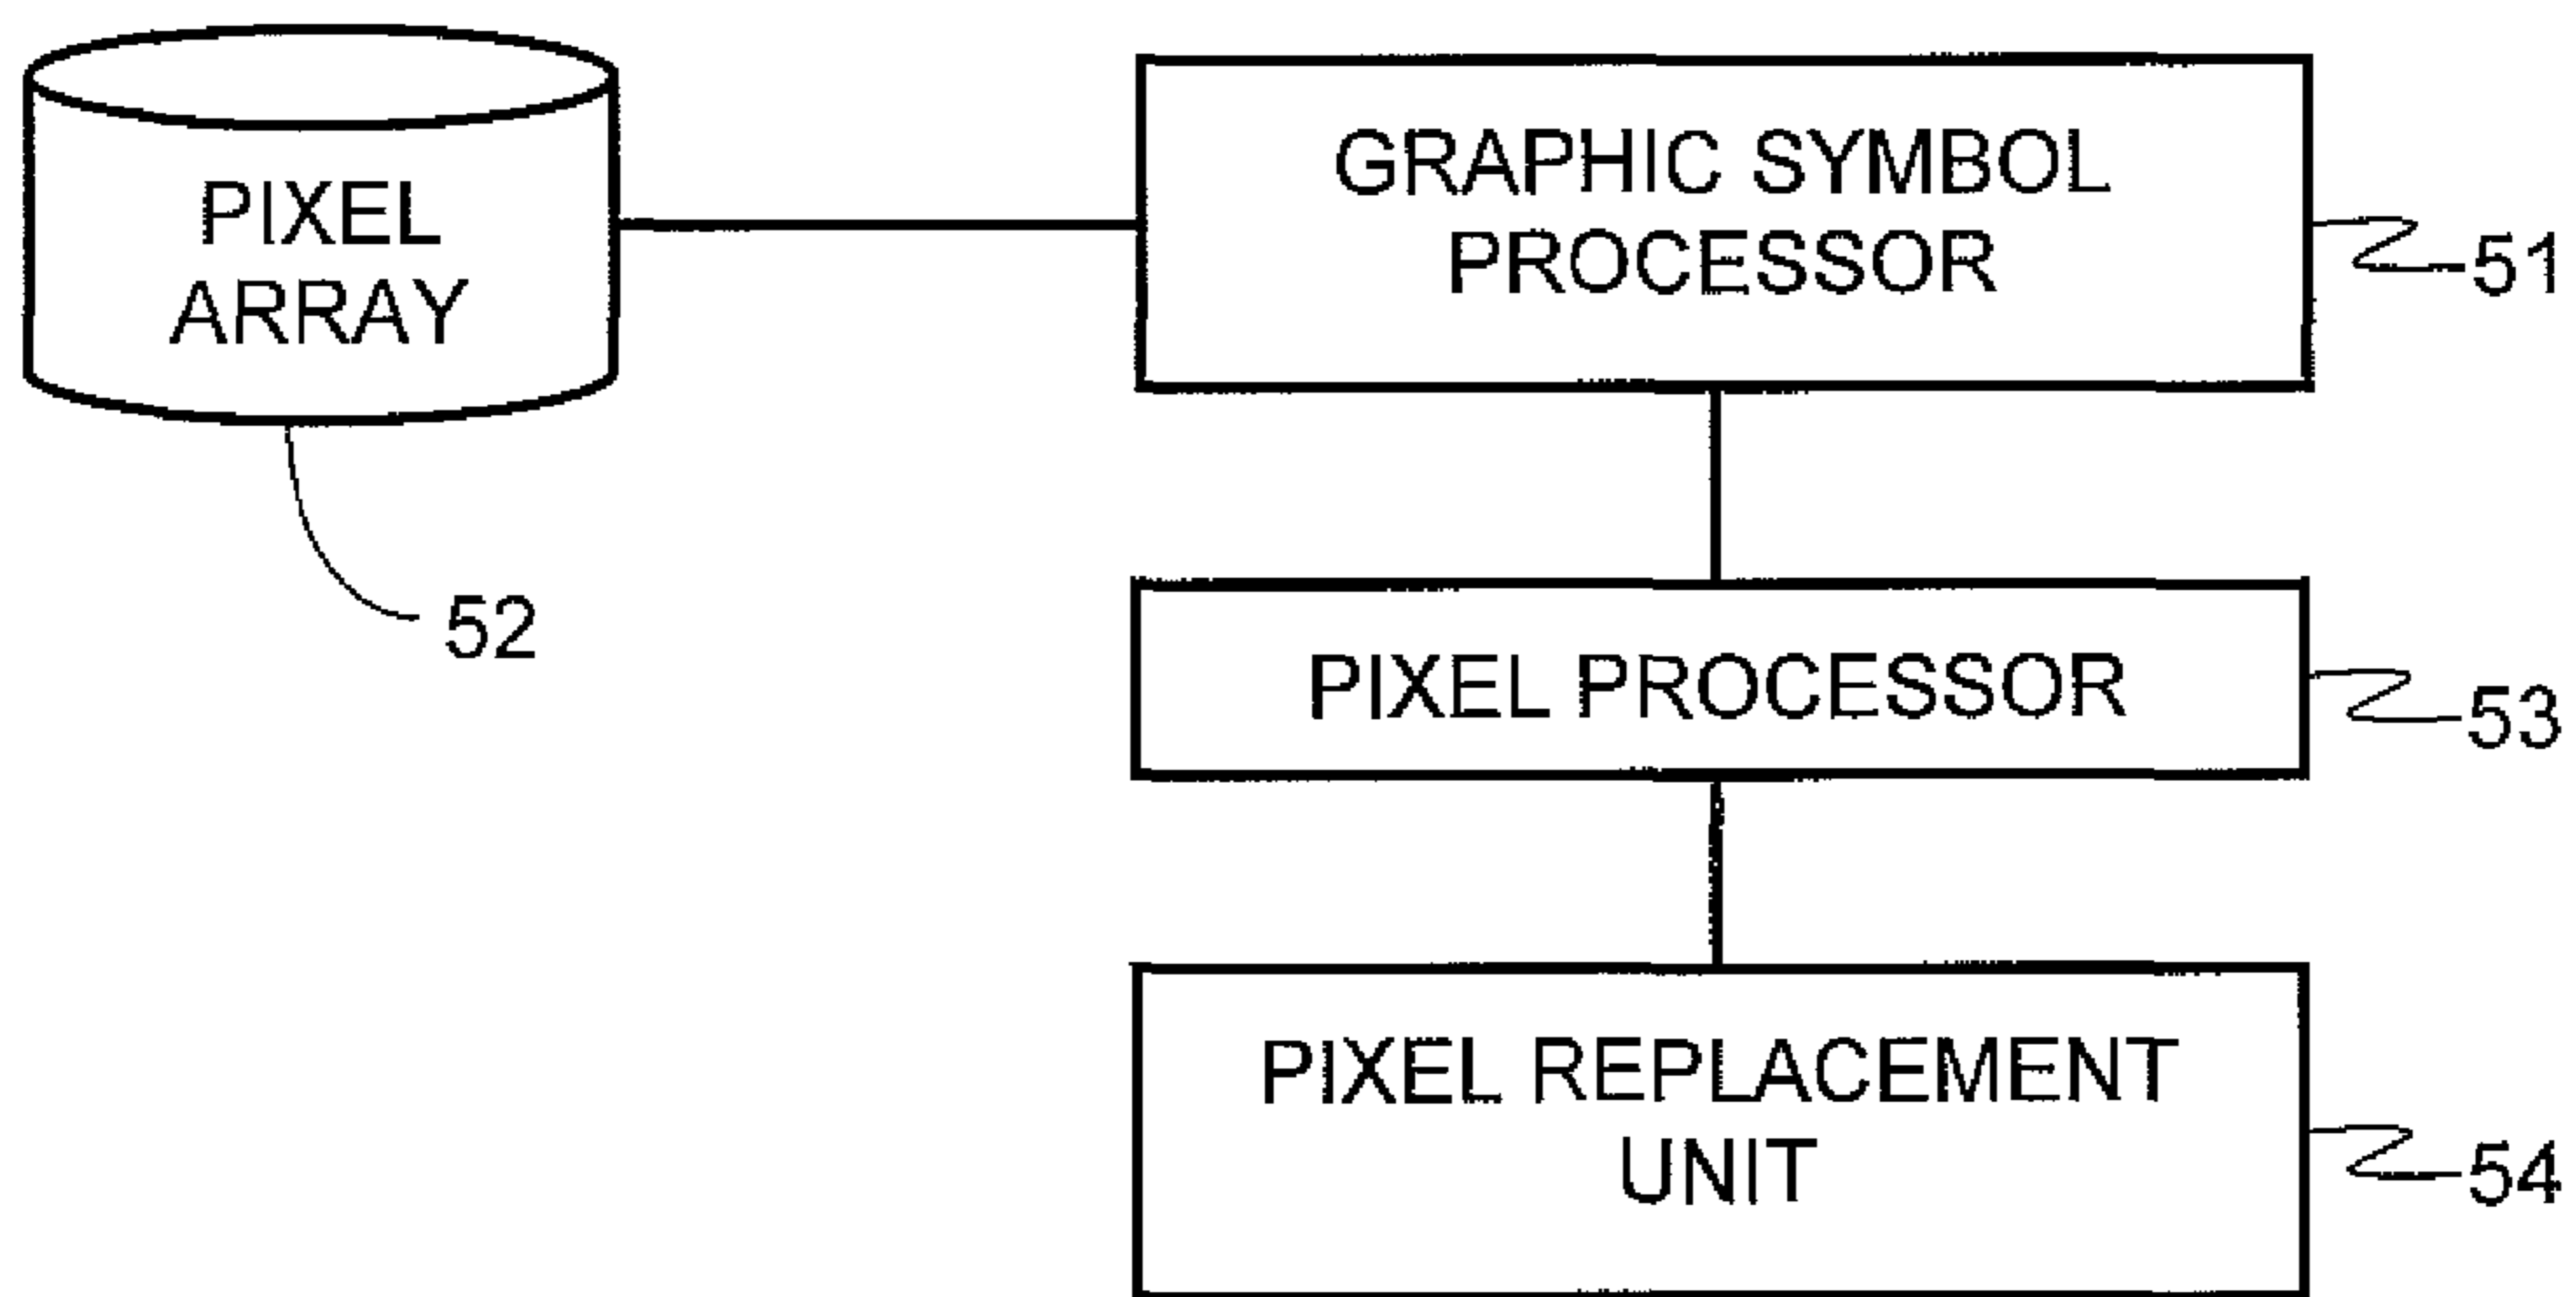 PIXEL
ARRAY
52
GRAPHIC SYMBOL
PROCESSOR
51
PIXEL PROCESSOR
53
PIXEL REPLACEMENT
UNIT
54